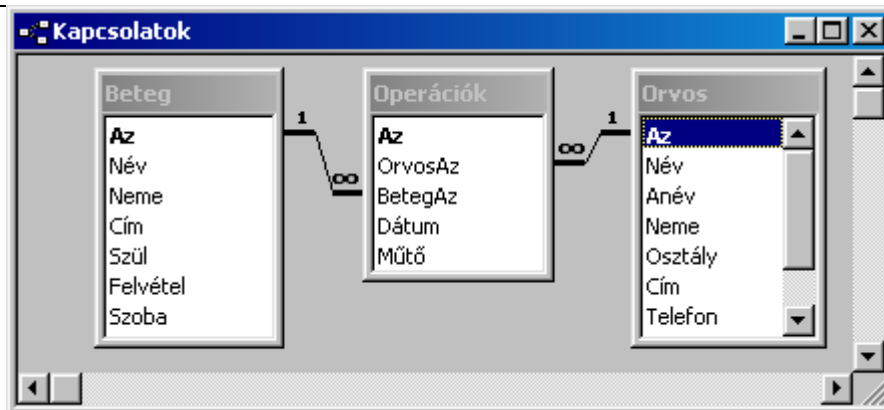 Kapcsolatok
Beteg
Az
Név
Neme
Cím
Szül
Felvétel
Szoba
1
∞
Operációk
Az
OrvosAz
BetegAz
Dátum
Műtő
∞
1
Orvos
Az
Név
Anév
Neme
Osztály
Cím
Telefon